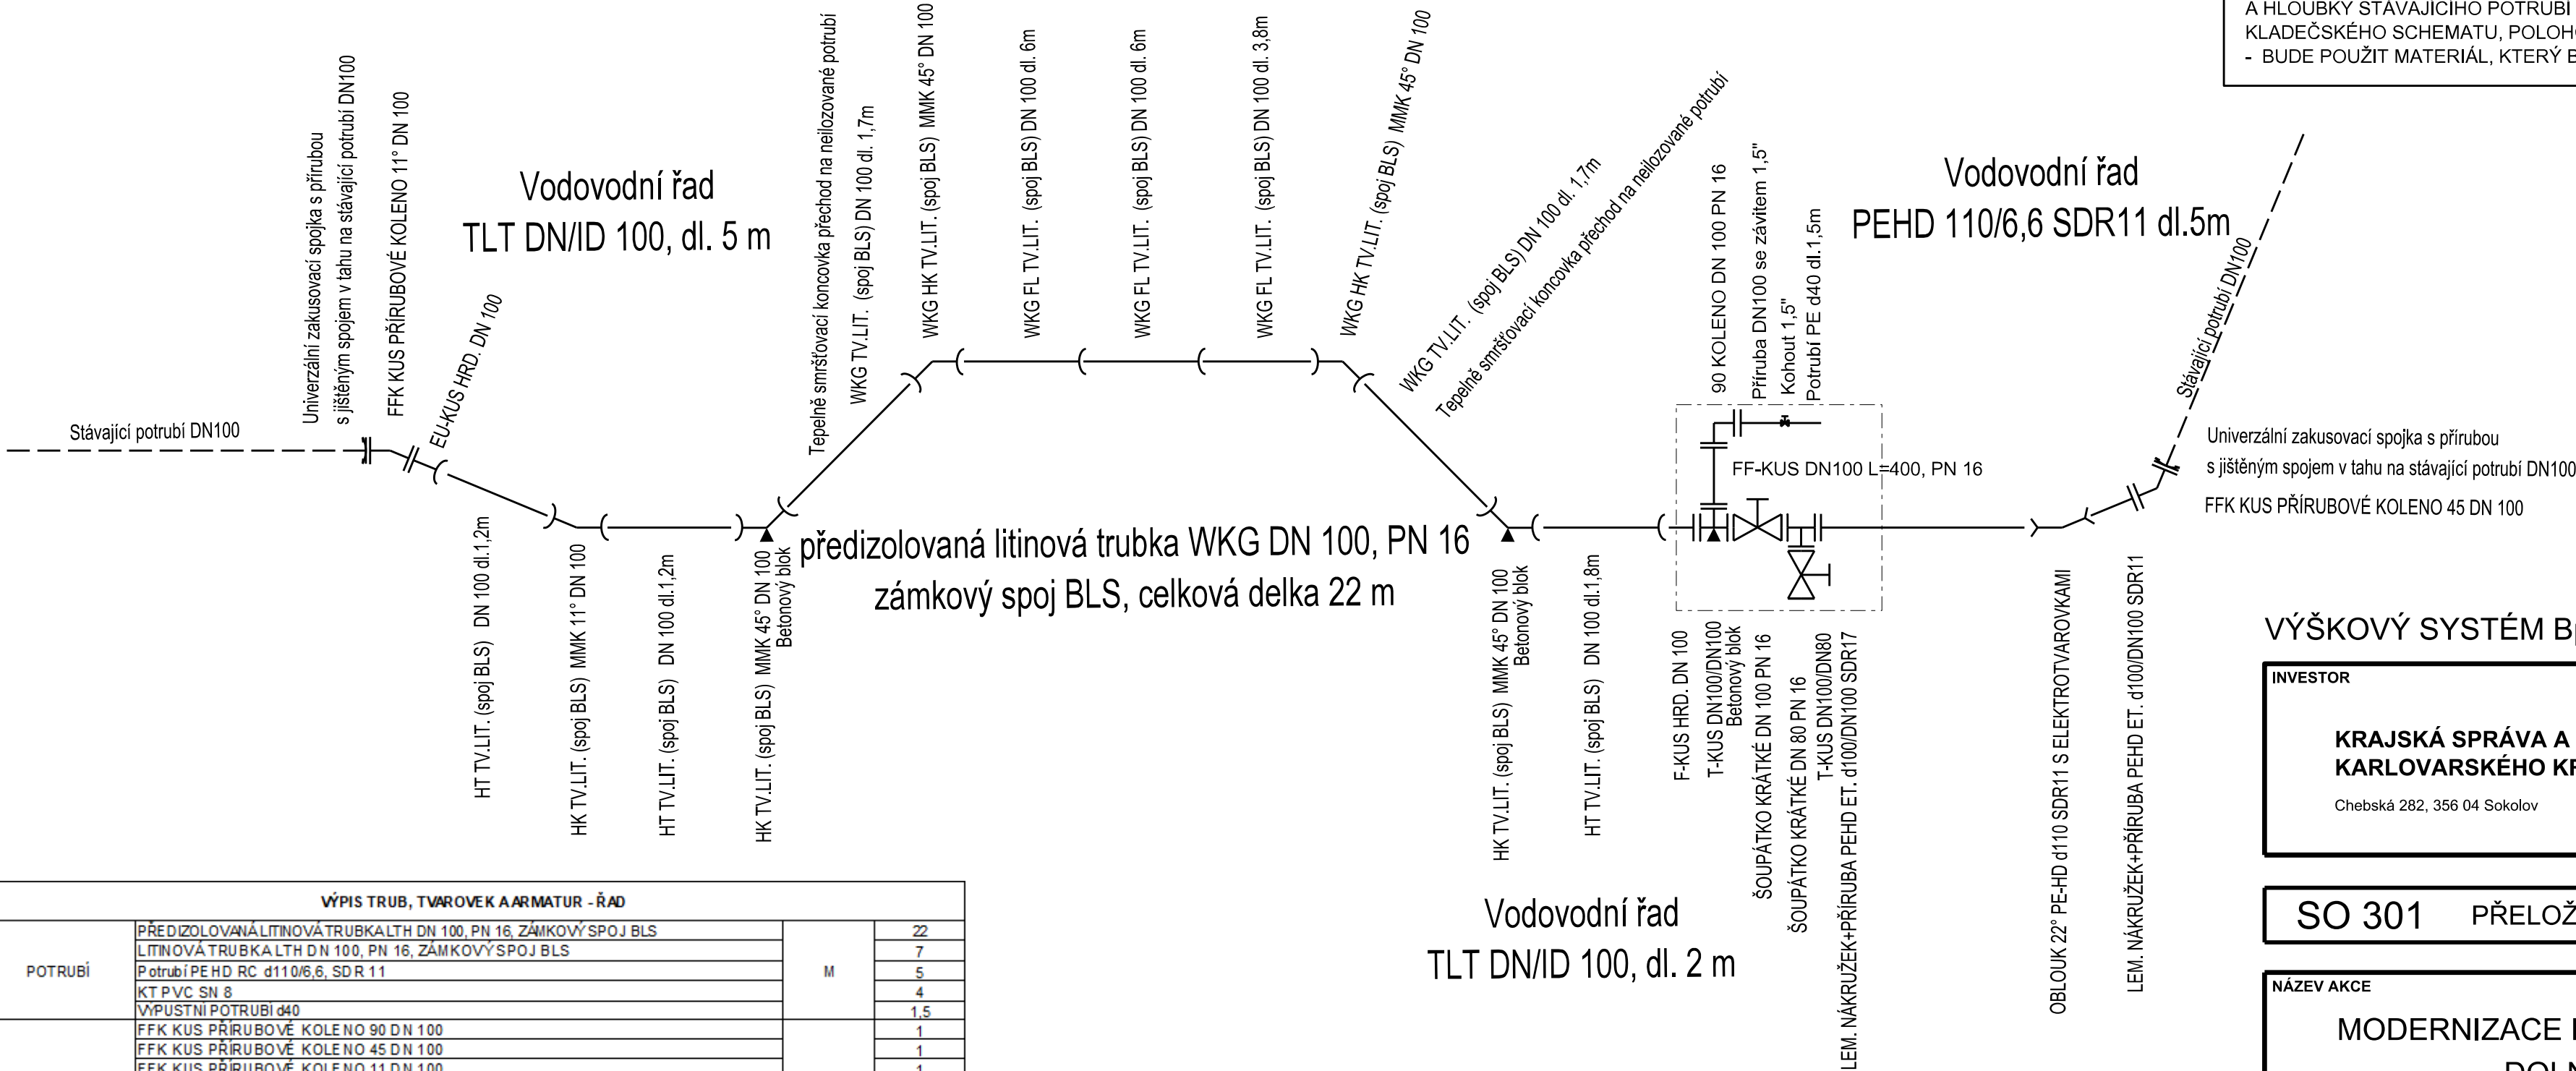 A HLOUBKY STÁVAJÍCÍHO POTRUBÍ
KLADEČSKÉHO SCHEMATU,
- BUDE POUŽIT MATERIÁL, KTERÝ
Stávající potrubí DN100
Univerzální zakusovací spojka s přírubou
s jištěným spojem v tahu na stávající potrubí DN100
FFK KUS PŘÍRUBOVÉ KOLENO 11° DN 100
EU-KUS HRD. DN 100
Vodovodní řad
TLT DN/ID 100, dl. 5 m
HT TV.LIT. (spoj BLS) DN 100 dl.1,2m
HK TV.LIT. (spoj BLS) MMK 11° DN 100
HT TV.LIT. (spoj BLS) DN 100 dl.1,2m
HK TV.LIT. (spoj BLS) MMK 45° DN 100
Betonový blok
Tepelně smršťovací koncovka přechod na neilozované potrubí
WKG TV.LIT. (spoj BLS) DN 100 dl. 1,7m
WKG HK TV.LIT. (spoj BLS) MMK 45° DN 100
WKG FL TV.LIT. (spoj BLS) DN 100 dl. 6m
WKG FL TV.LIT. (spoj BLS) DN 100 dl. 6m
WKG FL TV.LIT. (spoj BLS) DN 100 dl. 3,8m
WKG HK TV.LIT. (spoj BLS) MMK 45° DN 100
WKG TV.LIT. (spoj BLS) DN 100 dl. 1,7m
Tepelně smršťovací koncovka přechod na neilozované potrubí
předizolovaná litinová trubka WKG DN 100, PN 16
zámkový spoj BLS, celková delka 22 m
HK TV.LIT. (spoj BLS) MMK 45° DN 100
Betonový blok
HT TV.LIT. (spoj BLS) DN 100 dl.1,8m
Vodovodní řad
TLT DN/ID 100, dl. 2 m
90 KOLENO DN 100 PN 16
Příruba DN100 se závitem 1,5"
Kohout 1,5"
Potrubí PE d40 dl.1,5m
FF-KUS DN100 L=400, PN 16
F-KUS HRD. DN 100
T-KUS DN100/DN100
Betonový blok
ŠOUPÁTKO KRÁTKÉ DN 100 PN 16
ŠOUPÁTKO KRÁTKÉ DN 80 PN 16
T-KUS DN100/DN80
LEM. NÁKRUŽEK+PŘÍRUBA PEHD ET. d100/DN100 SDR17
Vodovodní řad
PEHD 110/6,6 SDR11 dl.5m
Stávající potrubí DN100
Univerzální zakusovací spojka s přírubou
s jištěným spojem v tahu na stávající potrubí DN100
FFK KUS PŘÍRUBOVÉ KOLENO 45 DN 100
OBLOUK 22° PE-HD d110 SDR11 S ELEKTROTVAROVKAMI
LEM. NÁKRUŽEK+PŘÍRUBA PEHD ET. d100/DN100 SDR11
VÝŠKOVÝ SYSTÉM
INVESTOR
KRAJSKÁ SPRÁVA A
KARLOVARSKÉHO
Chebská 282, 356 04 Sokolov
SO 301
NÁZEV AKCE
MODERNIZACE
VÝPIS TRUB, TVAROVEK A ARMATUR - ŘAD
POTRUBÍ
M
PŘEDIZOLOVANÁ LITINOVÁ TRUBKA LTH DN 100, PN 16, ZÁMKOVÝ SPOJ BLS 22
LITINOVÁ TRUBKA LTH DN 100, PN 16, ZÁMKOVÝ SPOJ BLS 7
Potrubí PEHD RC d110/6,6, SDR 11 5
KT PVC SN 8 4
VÝPUSTNÍ POTRUBÍ d40 1,5
FFK KUS PŘÍRUBOVÉ KOLENO 90 DN 100 1
FFK KUS PŘÍRUBOVÉ KOLENO 45 DN 100 1
FFK KUS PŘÍRUBOVÉ KOLENO 11 DN 100 1